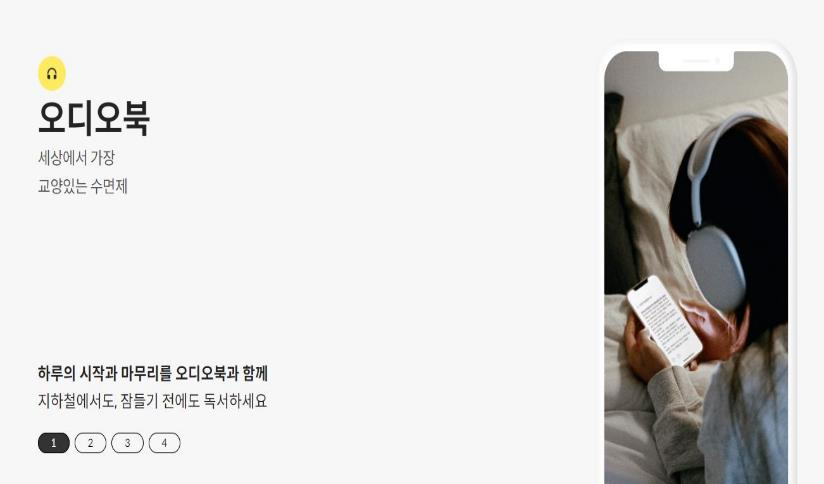 오디오북
세상에서 가장
교양있는 수면제
하루의 시작과 마무리를 오디오북과 함께
지하철에서도, 잠들기 전에도 독서하세요
1
2
3
4